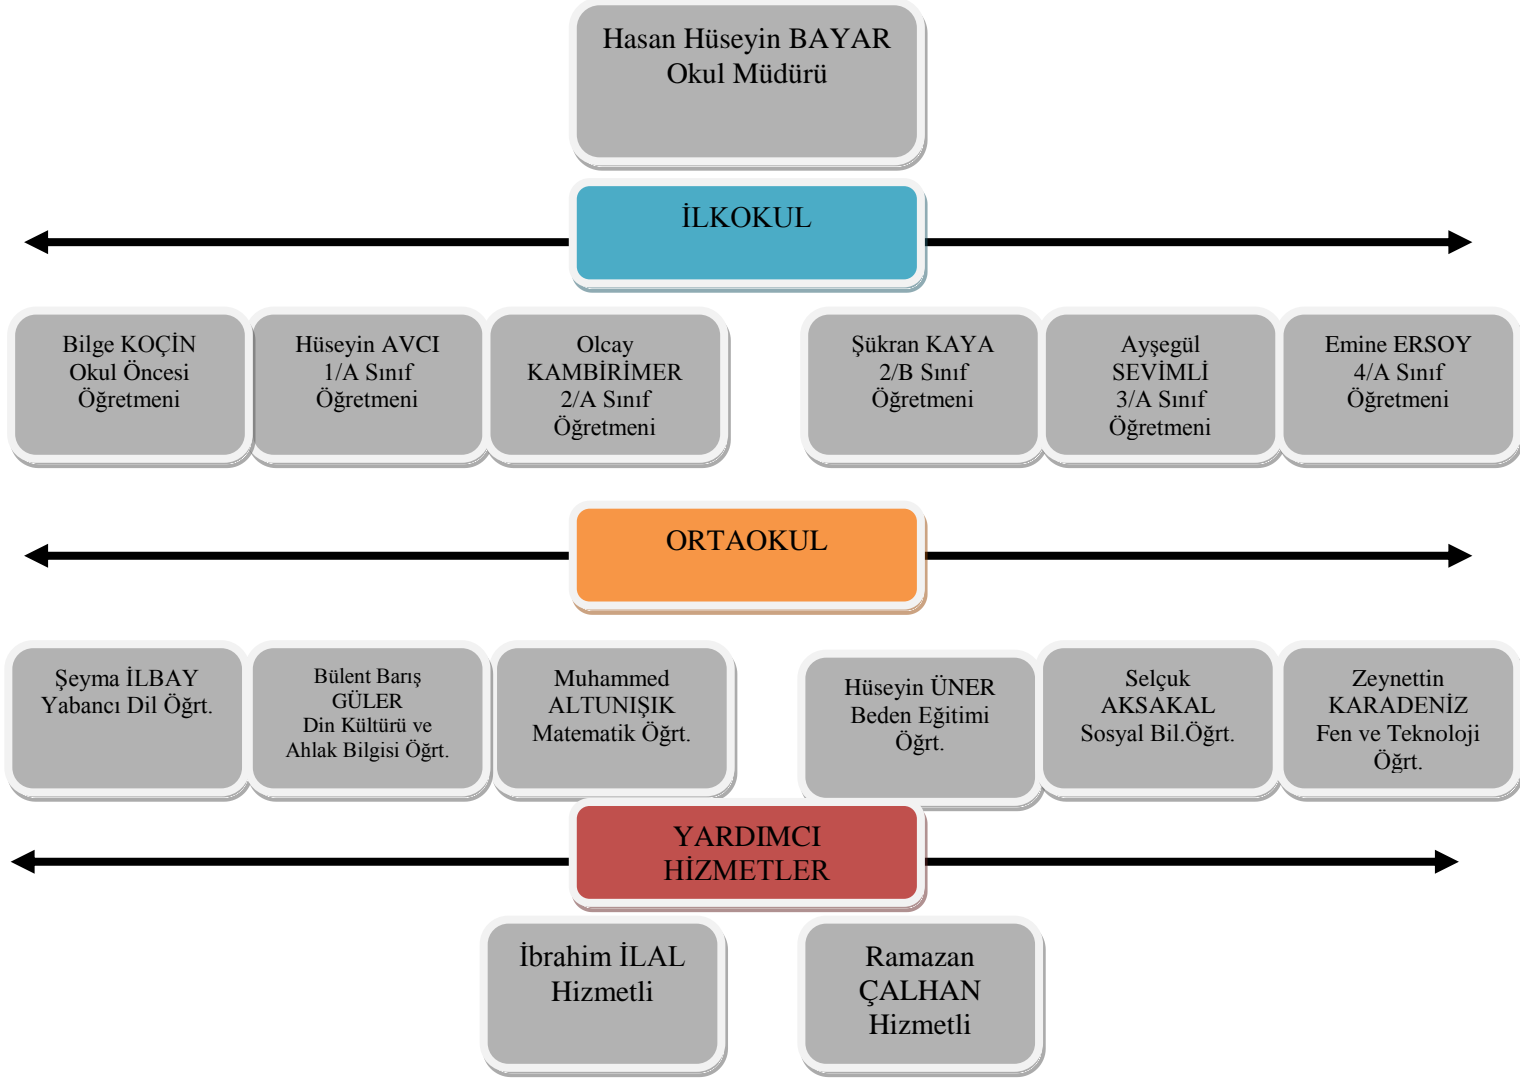 Hasan Hüseyin BAYAR
Okul Müdürü
İLKOKUL
Bilge KOÇİN
Okul Öncesi
Öğretmeni
Hüseyin AVCI
1/A Sınıf
Öğretmeni
Olcay
KAMBİRİMER
2/A Sınıf
Öğretmeni
Şükran KAYA
2/B Sınıf
Öğretmeni
Ayşegül
SEVİMLİ
3/A Sınıf
Öğretmeni
Emine ERSOY
4/A Sınıf
Öğretmeni
ORTAOKUL
Şeyma İLBAY
Yabancı Dil Öğrt.
Bülent Barış
GÜLER
Din Kültürü ve
Ahlak Bilgisi Öğrt.
Muhammed
ALTUNIŞIK
Matematik Öğrt.
Hüseyin ÜNER
Beden Eğitimi
Öğrt.
Selçuk
AKSAKAL
Sosyal Bil.Öğrt.
Zeynettin
KARADENİZ
Fen ve Teknoloji
Öğrt.
YARDIMCI
HİZMETLER
İbrahim İLAL
Hizmetli
Ramazan
ÇALHAN
Hizmetli